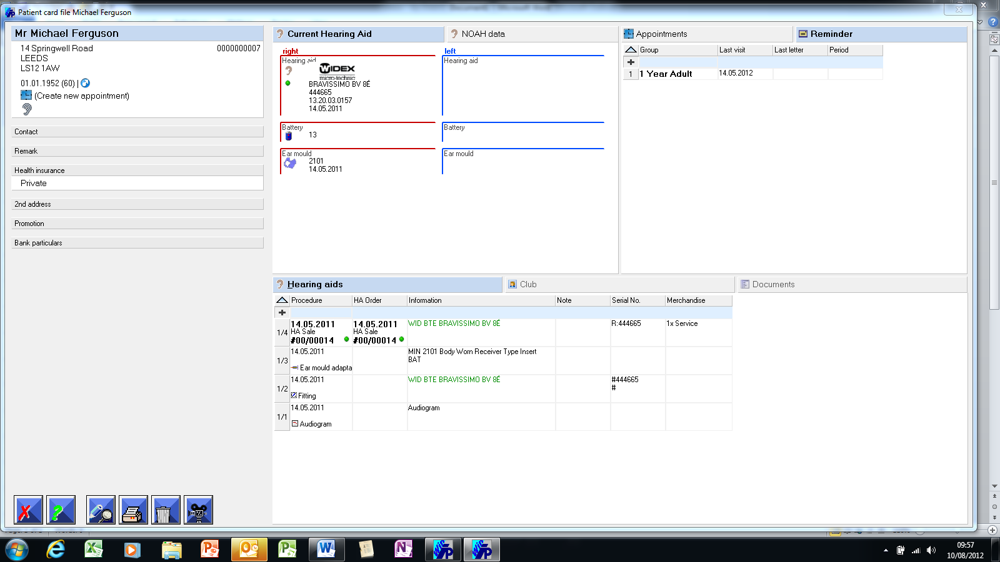 Patient card file Michael Ferguson
Mr Michael Ferguson
14 Springwell Road 0000000007
LEEDS
LS12 1AW
01.01.1952 (60) |
(Create new appointment)
Contact
Remark
Health insurance
Private
2nd address
Promotion
Bank particulars
Current Hearing Aid
NOAH data
right
left
Hearing aid
WIDEX
micro-technic
BRAVISSIMO BV 8É
444665
13.20.03.0157
14.05.2011
Hearing aid
Battery
13
Battery
Ear mould
2101
14.05.2011
Ear mould
Appointments
Reminder
Group Last visit Last letter Period
1 1 Year Adult 14.05.2012
Hearing aids
Club
Documents
Procedure HA Order Information Note Serial No. Merchandise
1/4 14.05.2011 14.05.2011 WID BTE BRAVISSIMO BV 8É R:444665 1x Service
HA Sale HA Sale
#00/00014 #00/00014
1/3 14.05.2011 MIN 2101 Body Worn Receiver Type Insert
BAT
Ear mould adapta
1/2 14.05.2011 WID BTE BRAVISSIMO BV 8É #444665
#
Fitting
1/1 14.05.2011 Audiogram
Audiogram
09:57
10/08/2012